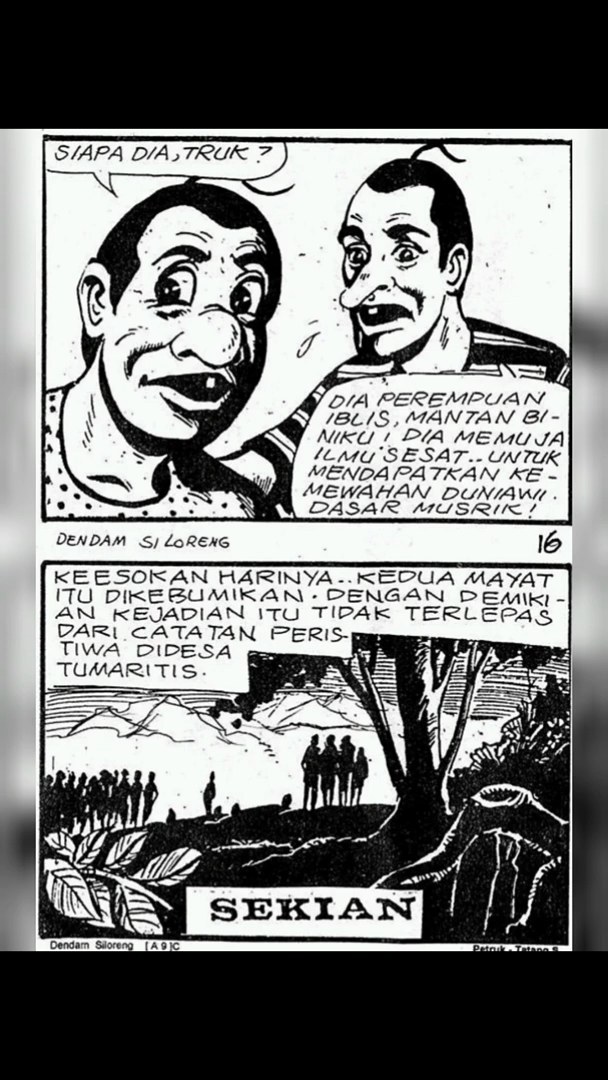 SIAPA DIA, TRUK ?
DIA PEREMPUAN
IBLIS, MANTAN BI-
NIKU ! DIA MEMUJA
ILMU SESAT.. UNTUK
MENDAPATKAN KE-
MEWAHAN DUNIAWI.
DASAR MUSRIK !
DENDAM SI LORENG
16
KEESOKAN HARINYA.. KEDUA MAYAT
ITU DIKEBUMIKAN. DENGAN DEMIKI-
AN KEJADIAN ITU TIDAK TERLEPAS
DARI CATATAN PERIS-
TIWA DIDESA
TUMARITIS.
SEKIAN
Dendam Siloreng [A 9]C
Petruk - Tatang S